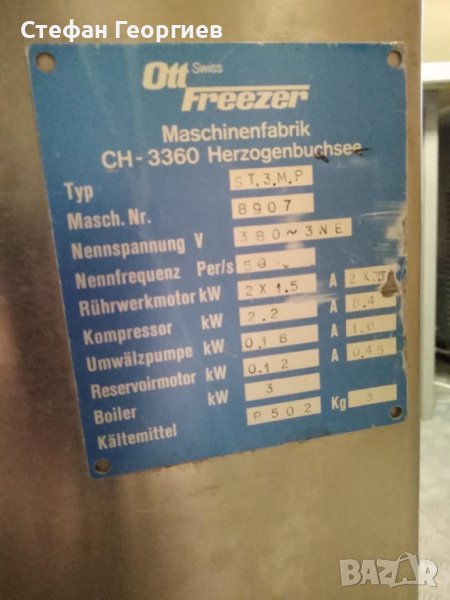 Стефан Георгиев
Ott Swiss
Freezer
Maschinenfabrik
CH-3360 Herzogenbuchsee
Typ ST.3.M.P
Masch. Nr. 8907
Nennspannung V 380~3NE
Nennfrequenz Per/s 50
Rührwerkmotor kW 2X1.5 A 2X
Kompressor kW 2.2 A 8.4
Umwälzpumpe kW 0.18 A 1.6
Reservoirmotor kW 0.12 A 0.45
Boiler kW 3
Kältemittel R502 Kg 3
BAZAR